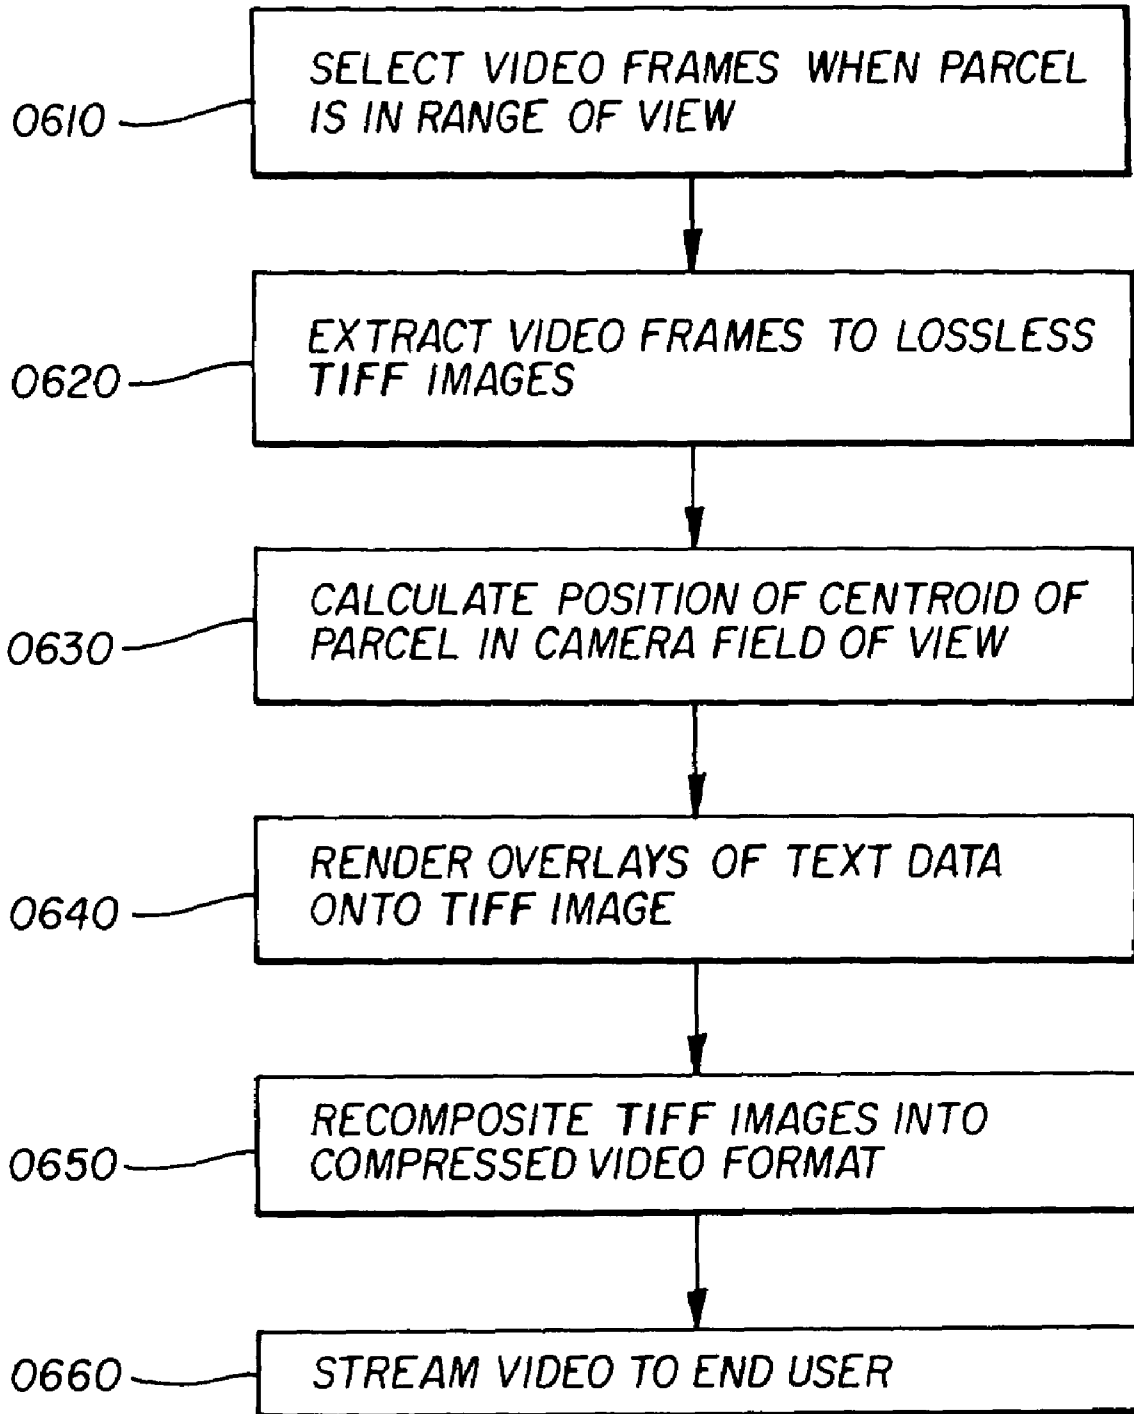 0610
SELECT VIDEO FRAMES WHEN PARCEL
IS IN RANGE OF VIEW
0620
EXTRACT VIDEO FRAMES TO LOSSLESS
TIFF IMAGES
0630
CALCULATE POSITION OF CENTROID OF
PARCEL IN CAMERA FIELD OF VIEW
0640
RENDER OVERLAYS OF TEXT DATA
ONTO TIFF IMAGE
0650
RECOMPOSITE TIFF IMAGES INTO
COMPRESSED VIDEO FORMAT
0660
STREAM VIDEO TO END USER